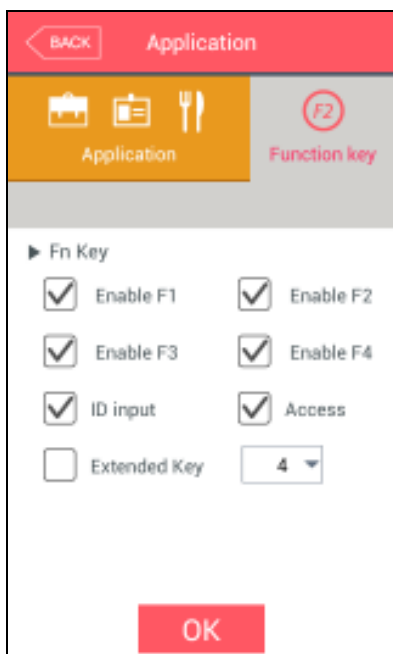 BACK Application
F2
Application Function key
▶ Fn Key
Enable F1 Enable F2
Enable F3 Enable F4
ID input Access
Extended Key 4
OK